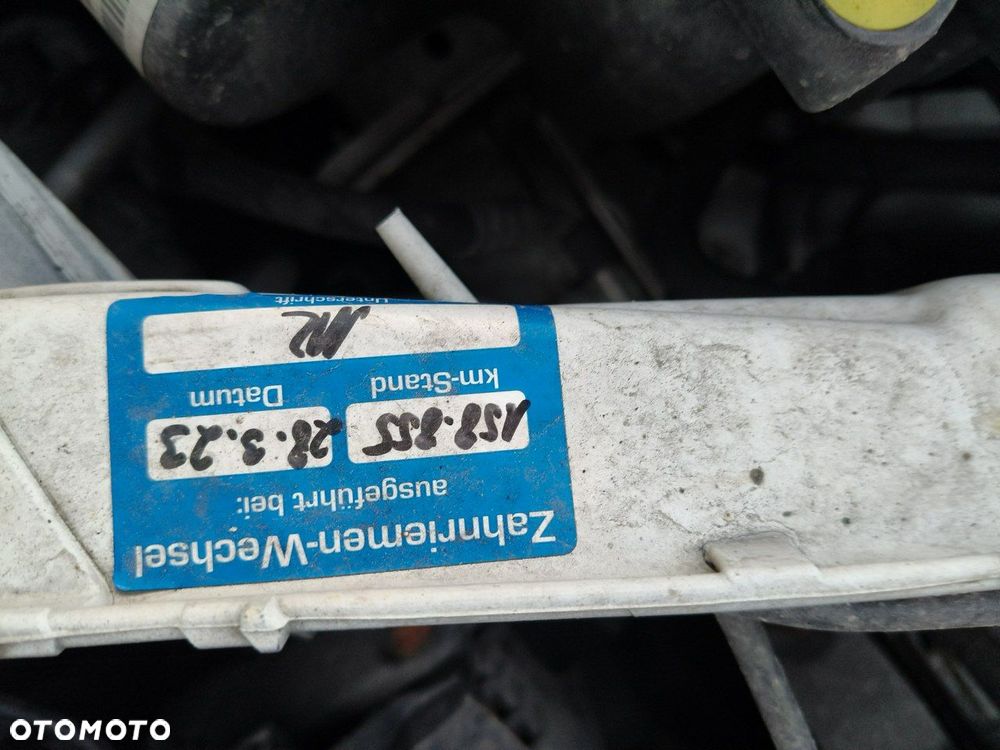 Zahnriemen-Wechsel
ausgeführt bei:
158.855 28.3.23
km-Stand Datum
Unterschrift
OTOMOTO